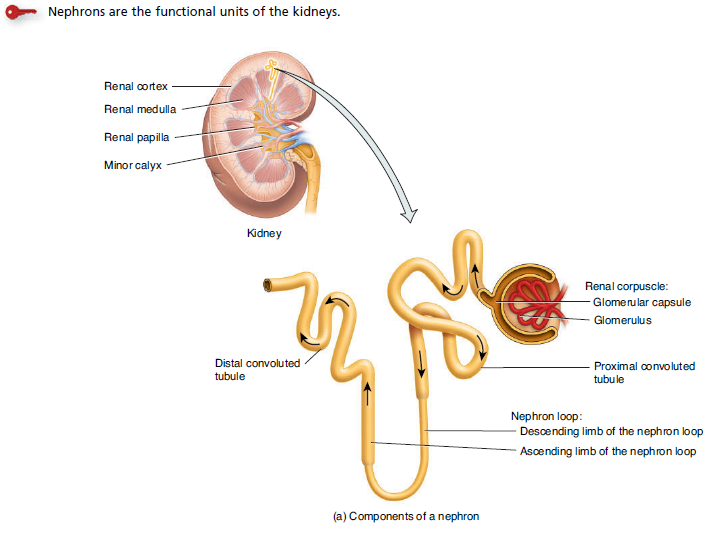 Nephrons are the functional units of the kidneys.
Renal cortex
Renal medulla
Renal papilla
Minor calyx
Kidney
Renal corpuscle:
Glomerular capsule
Glomerulus
Distal convoluted
tubule
Proximal convoluted
tubule
Nephron loop:
Descending limb of the nephron loop
Ascending limb of the nephron loop
(a) Components of a nephron